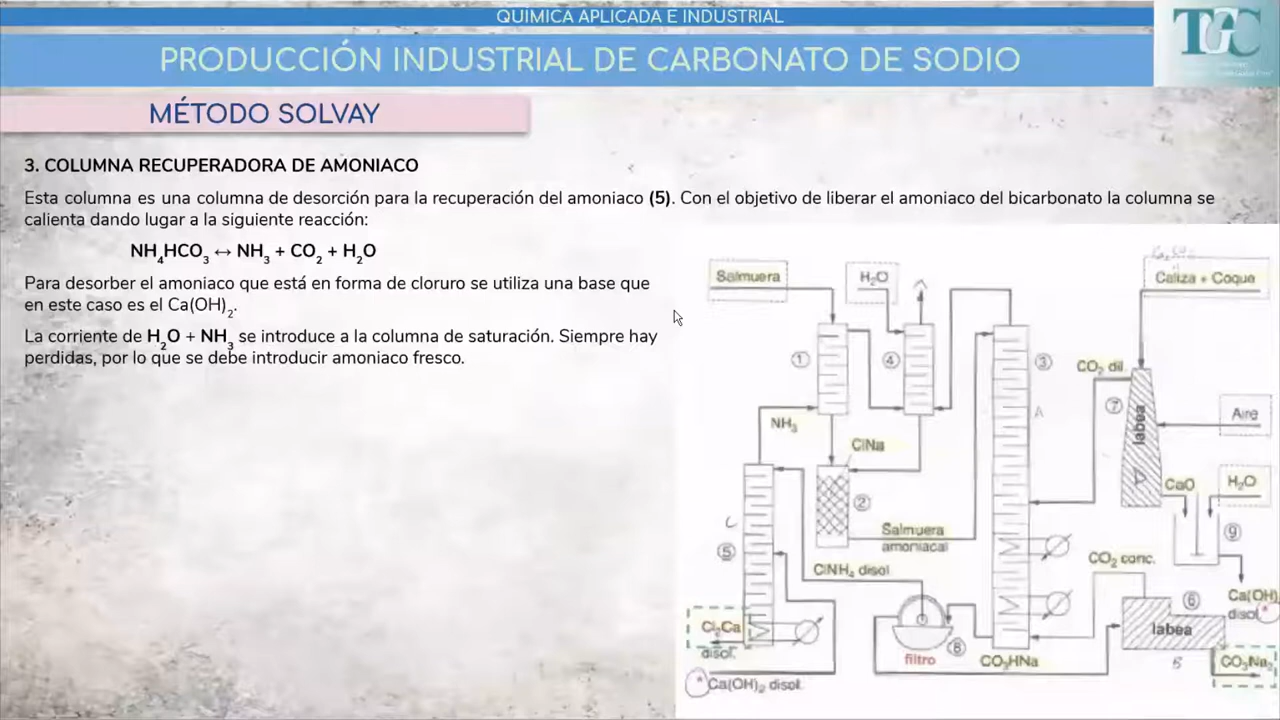 QUIMICA APLICADA E INDUSTRIAL
PRODUCCIÓN INDUSTRIAL DE CARBONATO DE SODIO
TGC
MÉTODO SOLVAY
3. COLUMNA RECUPERADORA DE AMONIACO
Esta columna es una columna de desorción para la recuperación del amoniaco (5). Con el objetivo de liberar el amoniaco del bicarbonato la columna se
calienta dando lugar a la siguiente reacción:
NH₄HCO₃ ↔ NH₃ + CO₂ + H₂O
Para desorber el amoniaco que está en forma de cloruro se utiliza una base que
en este caso es el Ca(OH)₂.
La corriente de H₂O + NH₃ se introduce a la columna de saturación. Siempre hay
perdidas, por lo que se debe introducir amoniaco fresco.
Salmuera
H₂O
Caliza + Coque
1
4
3
CO₂ dil.
7
labea
Aire
A
NH₃
ClNa
CaO
H₂O
2
9
Salmuera
amoniacal
C
5
ClNH₄ disol
CO₂ conc.
Ca(OH)
disol *
6
labea
Cl₂Ca
disol.
filtro
8
CO₃HNa
B
CO₃Na₂
* Ca(OH)₂ disol.